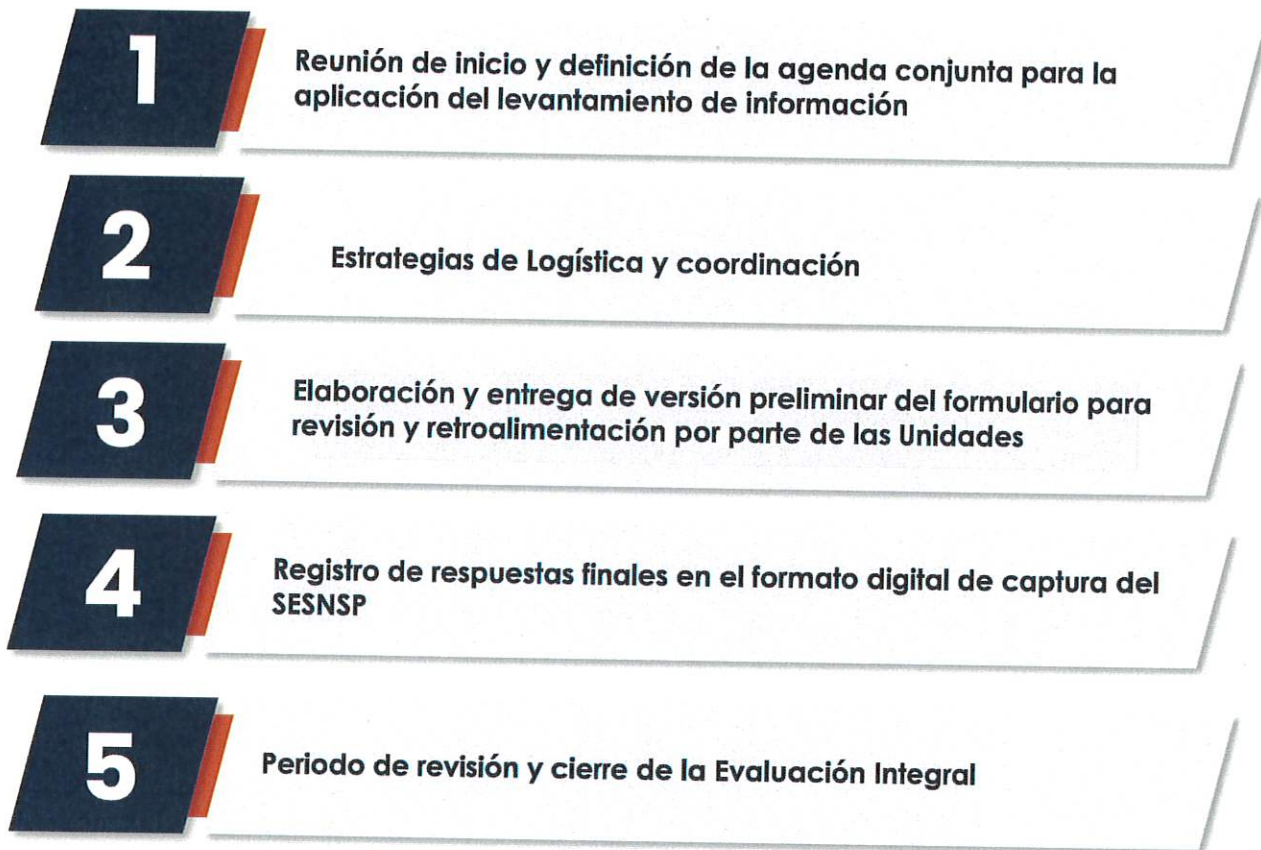 1
Reunión de inicio y definición de la agenda conjunta para la
aplicación del levantamiento de información
2
Estrategias de Logística y coordinación
3
Elaboración y entrega de versión preliminar del formulario para
revisión y retroalimentación por parte de las Unidades
4
Registro de respuestas finales en el formato digital de captura del
SESNSP
5
Periodo de revisión y cierre de la Evaluación Integral